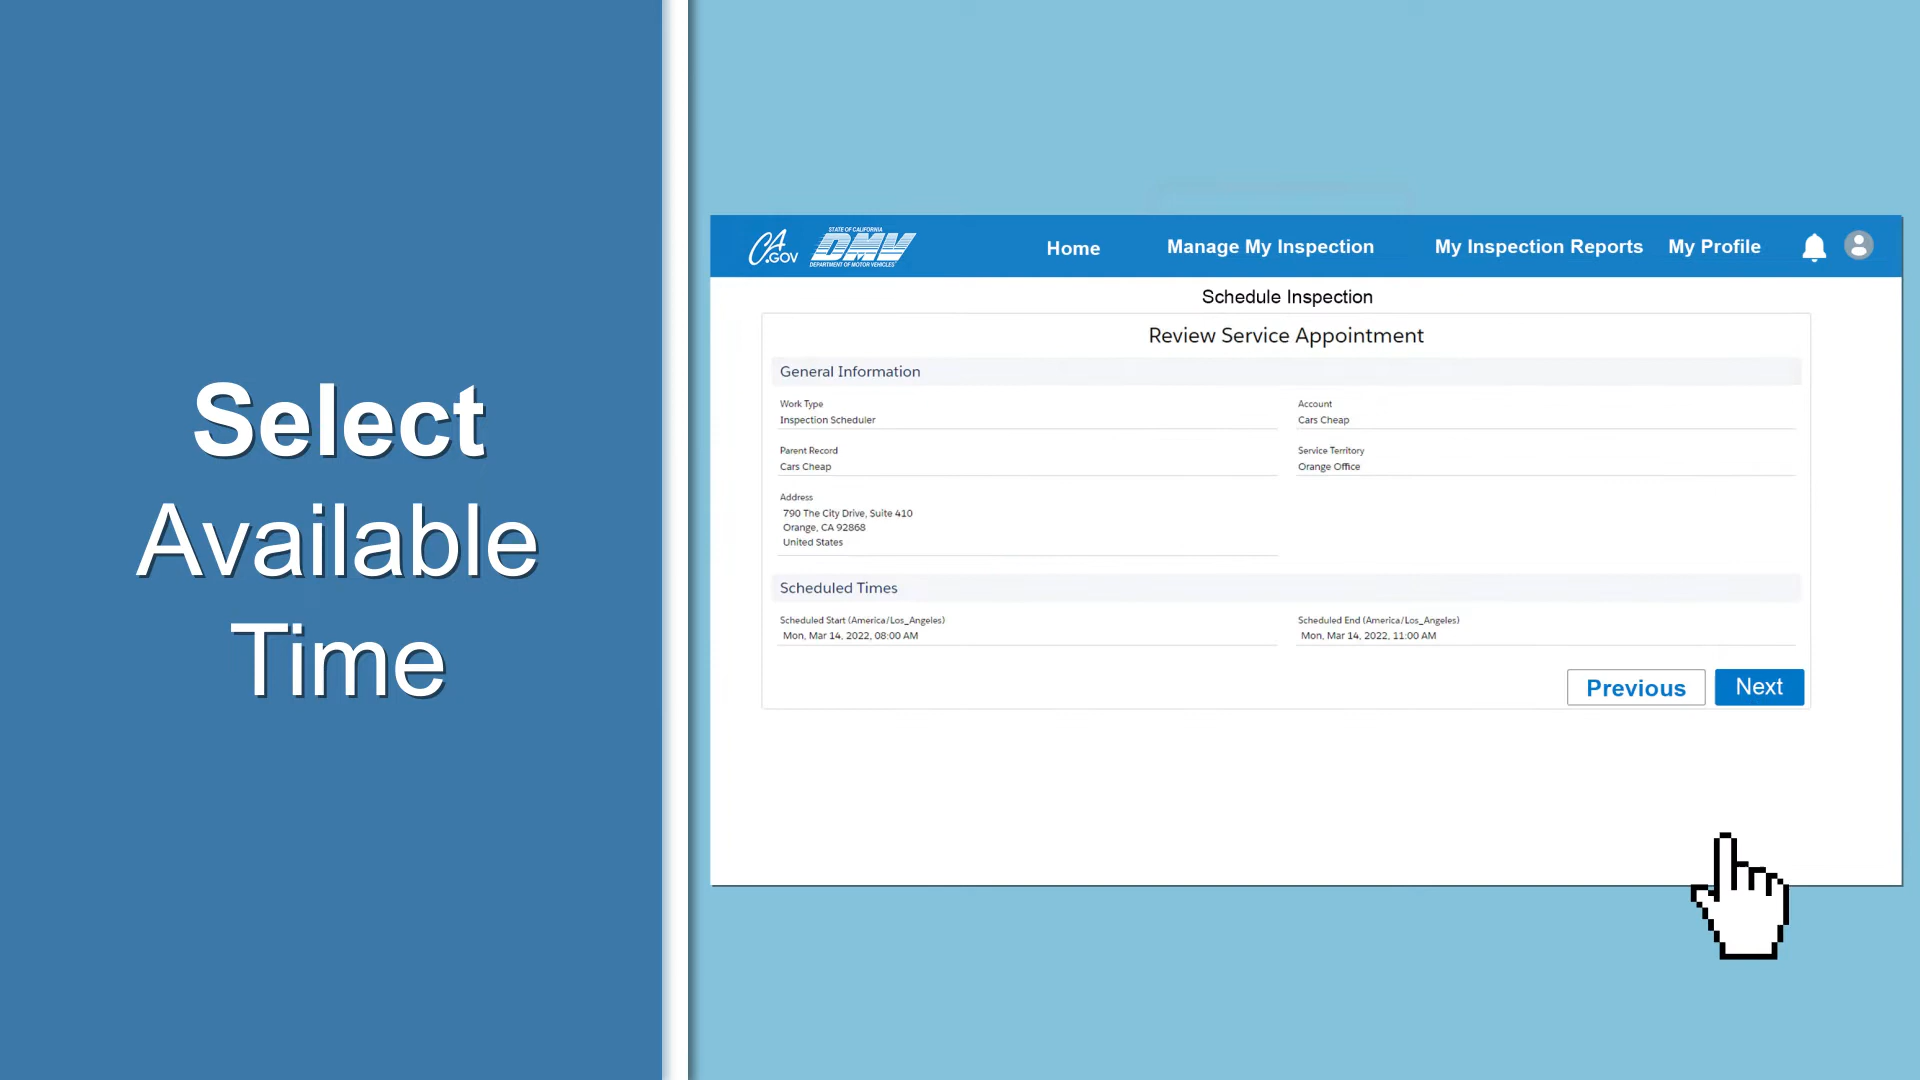 Select
Available
Time
CA.GOV
STATE OF CALIFORNIA
DMV
DEPARTMENT OF MOTOR VEHICLES
Home
Manage My Inspection
My Inspection Reports
My Profile
Schedule Inspection
Review Service Appointment
General Information
Work Type
Inspection Scheduler
Account
Cars Cheap
Parent Record
Cars Cheap
Service Territory
Orange Office
Address
790 The City Drive, Suite 410
Orange, CA 92868
United States
Scheduled Times
Scheduled Start (America/Los_Angeles)
Mon, Mar 14, 2022, 08:00 AM
Scheduled End (America/Los_Angeles)
Mon, Mar 14, 2022, 11:00 AM
Previous
Next